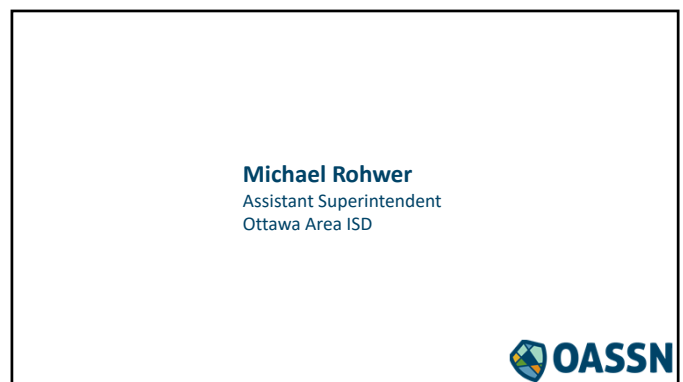 Michael Rohwer
Assistant Superintendent
Ottawa Area ISD
OASSN